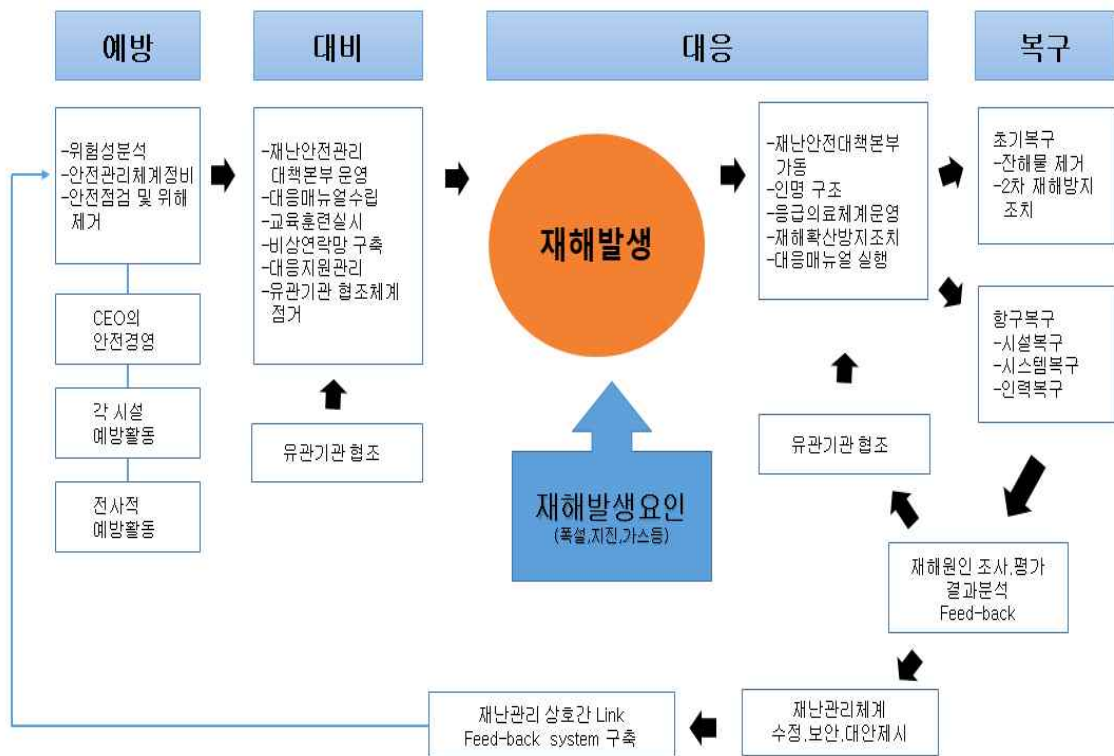 예방
대비
대응
복구
-위험성분석
-안전관리체계정비
-안전점검 및 위해
제거
CEO의
안전경영
각 시설
예방활동
전사적
예방활동
-재난안전관리
대책본부 운영
-대응매뉴얼수립
-교육훈련실시
-비상연락망 구축
-대응지원관리
-유관기관 협조체계
점거
유관기관 협조
재해발생
재해발생요인
(폭설,지진,가스등)
-재난안전대책본부
가동
-인명 구조
-응급의료체계운영
-재해확산방지조치
-대응매뉴얼 실행
유관기관 협조
초기복구
-잔해물 제거
-2차 재해방지
조치
항구복구
-시설복구
-시스템복구
-인력복구
재해원인 조사,평가
결과분석
Feed-back
재난관리체계
수정,보안,대안제시
재난관리 상호간 Link
Feed-back system 구축